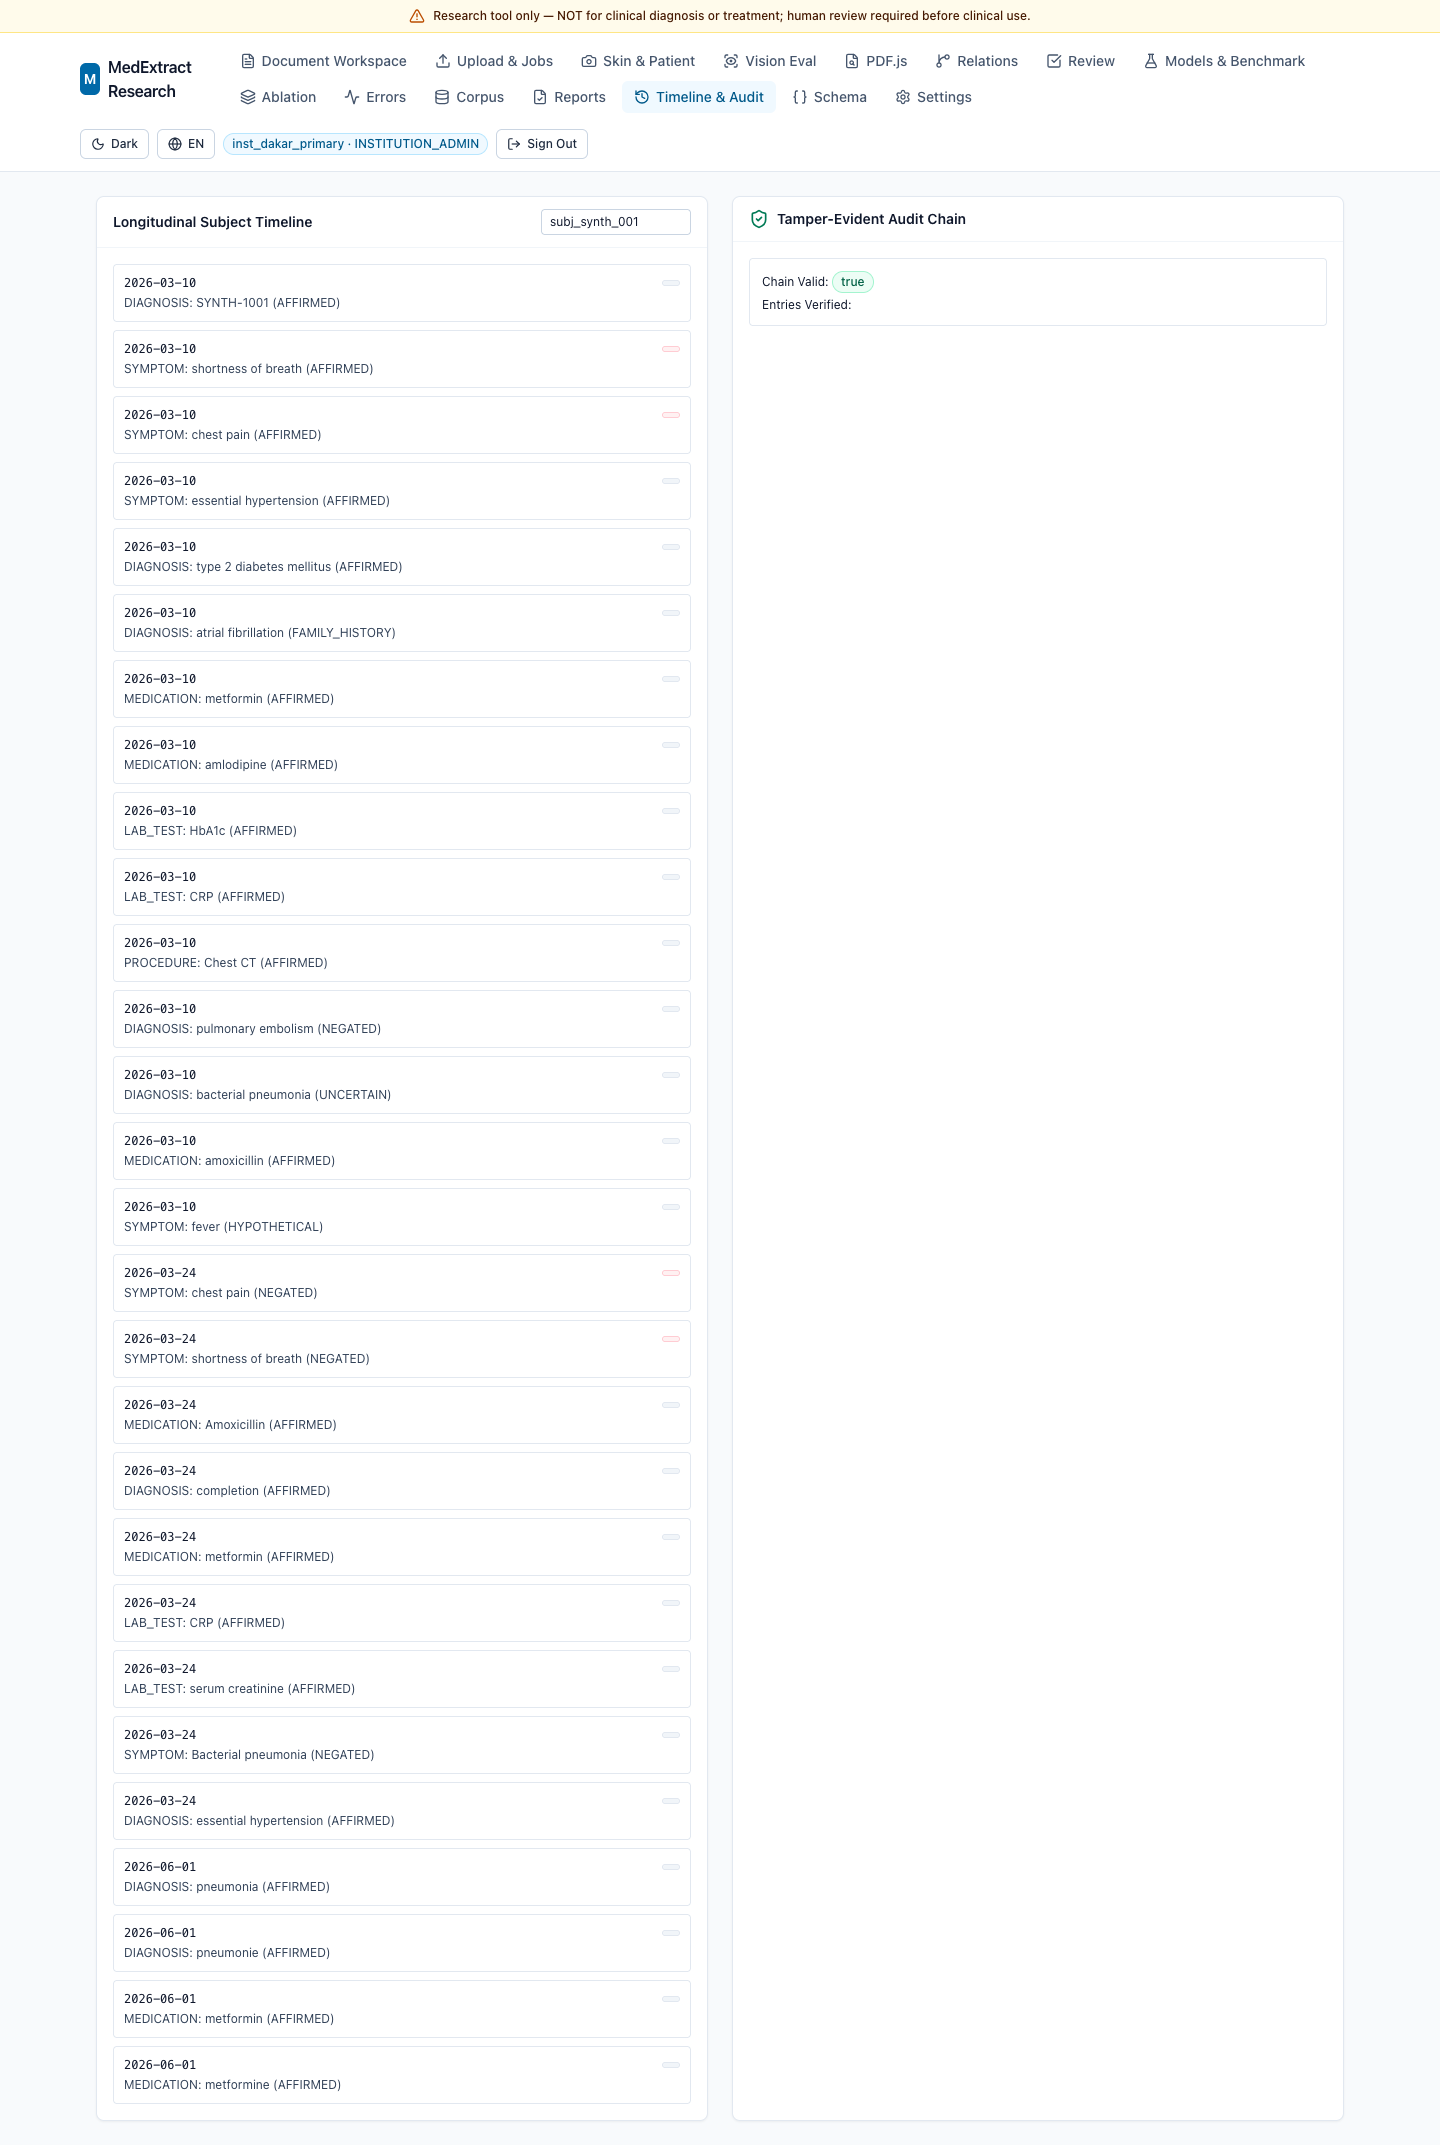 Research tool only — NOT for clinical diagnosis or treatment; human review required before clinical use.
M
MedExtract
Research
Document Workspace
Upload & Jobs
Skin & Patient
Vision Eval
PDF.js
Relations
Review
Models & Benchmark
Ablation
Errors
Corpus
Reports
Timeline & Audit
Schema
Settings
Dark
EN
inst_dakar_primary · INSTITUTION_ADMIN
Sign Out
Longitudinal Subject Timeline
subj_synth_001
2026-03-10
DIAGNOSIS: SYNTH-1001 (AFFIRMED)
2026-03-10
SYMPTOM: shortness of breath (AFFIRMED)
2026-03-10
SYMPTOM: chest pain (AFFIRMED)
2026-03-10
SYMPTOM: essential hypertension (AFFIRMED)
2026-03-10
DIAGNOSIS: type 2 diabetes mellitus (AFFIRMED)
2026-03-10
DIAGNOSIS: atrial fibrillation (FAMILY_HISTORY)
2026-03-10
MEDICATION: metformin (AFFIRMED)
2026-03-10
MEDICATION: amlodipine (AFFIRMED)
2026-03-10
LAB_TEST: HbA1c (AFFIRMED)
2026-03-10
LAB_TEST: CRP (AFFIRMED)
2026-03-10
PROCEDURE: Chest CT (AFFIRMED)
2026-03-10
DIAGNOSIS: pulmonary embolism (NEGATED)
2026-03-10
DIAGNOSIS: bacterial pneumonia (UNCERTAIN)
2026-03-10
MEDICATION: amoxicillin (AFFIRMED)
2026-03-10
SYMPTOM: fever (HYPOTHETICAL)
2026-03-24
SYMPTOM: chest pain (NEGATED)
2026-03-24
SYMPTOM: shortness of breath (NEGATED)
2026-03-24
MEDICATION: Amoxicillin (AFFIRMED)
2026-03-24
DIAGNOSIS: completion (AFFIRMED)
2026-03-24
MEDICATION: metformin (AFFIRMED)
2026-03-24
LAB_TEST: CRP (AFFIRMED)
2026-03-24
LAB_TEST: serum creatinine (AFFIRMED)
2026-03-24
SYMPTOM: Bacterial pneumonia (NEGATED)
2026-03-24
DIAGNOSIS: essential hypertension (AFFIRMED)
2026-06-01
DIAGNOSIS: pneumonia (AFFIRMED)
2026-06-01
DIAGNOSIS: pneumonie (AFFIRMED)
2026-06-01
MEDICATION: metformin (AFFIRMED)
2026-06-01
MEDICATION: metformine (AFFIRMED)
Tamper-Evident Audit Chain
Chain Valid: true
Entries Verified: